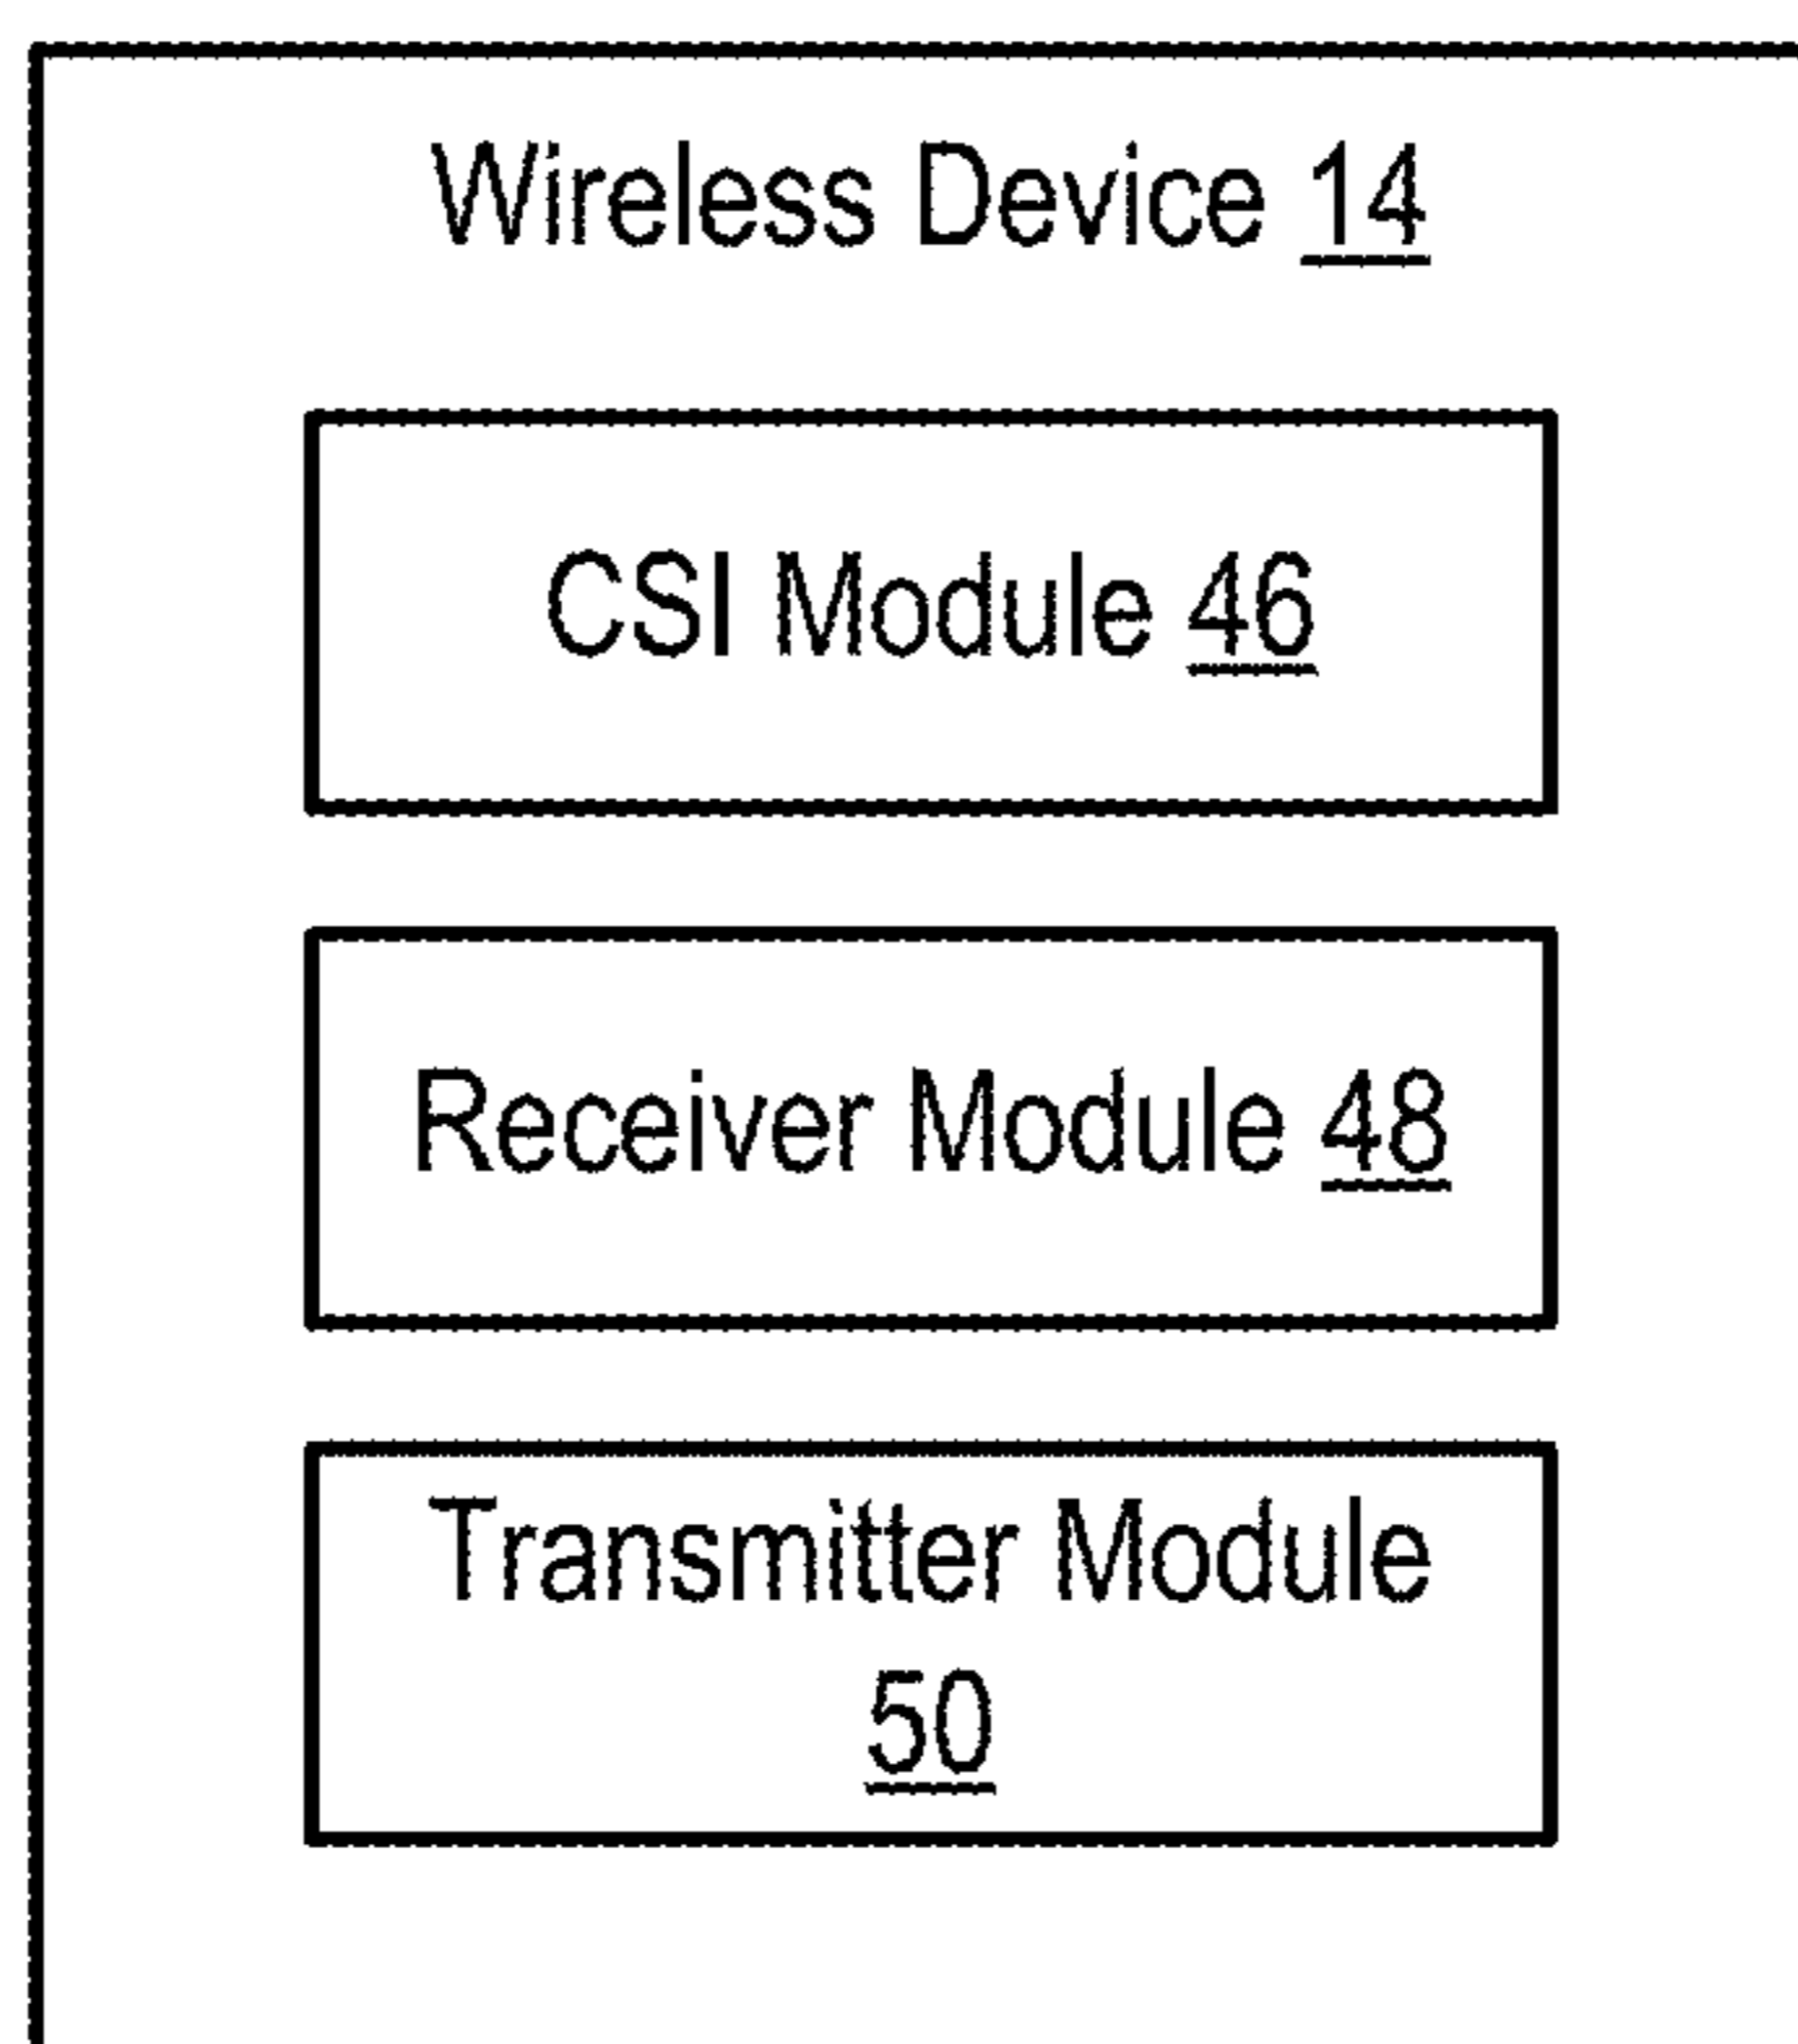 Wireless Device 14
CSI Module 46
Receiver Module 48
Transmitter Module
50